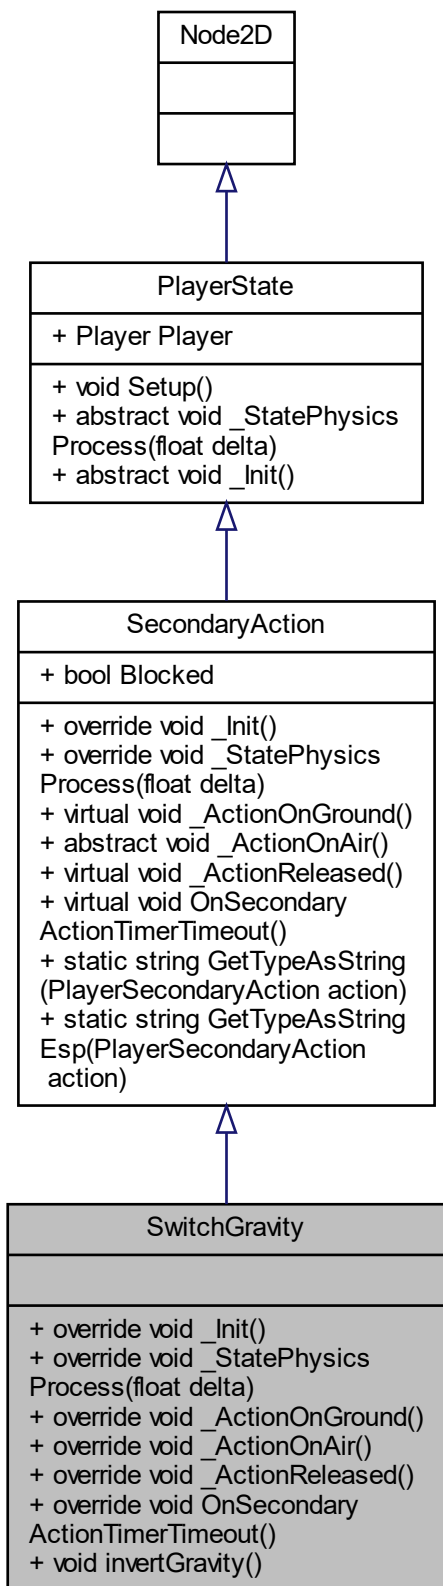 Node2D
PlayerState
+ Player Player
+ void Setup()
+ abstract void _StatePhysics
Process(float delta)
+ abstract void _Init()
SecondaryAction
+ bool Blocked
+ override void _Init()
+ override void _StatePhysics
Process(float delta)
+ virtual void _ActionOnGround()
+ abstract void _ActionOnAir()
+ virtual void _ActionReleased()
+ virtual void OnSecondary
ActionTimerTimeout()
+ static string GetTypeAsString
(PlayerSecondaryAction action)
+ static string GetTypeAsString
Esp(PlayerSecondaryAction
action)
SwitchGravity
+ override void _Init()
+ override void _StatePhysics
Process(float delta)
+ override void _ActionOnGround()
+ override void _ActionOnAir()
+ override void _ActionReleased()
+ override void OnSecondary
ActionTimerTimeout()
+ void invertGravity()